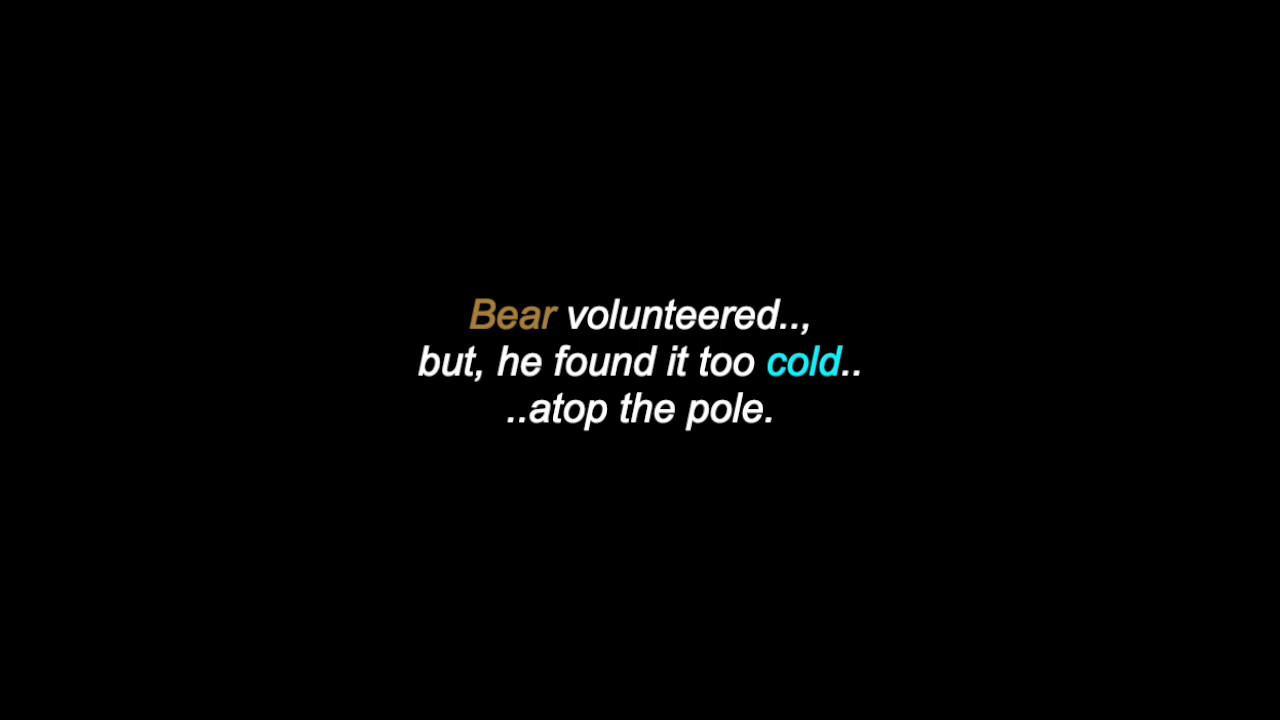 Bear volunteered..,
but, he found it too cold..
..atop the pole.